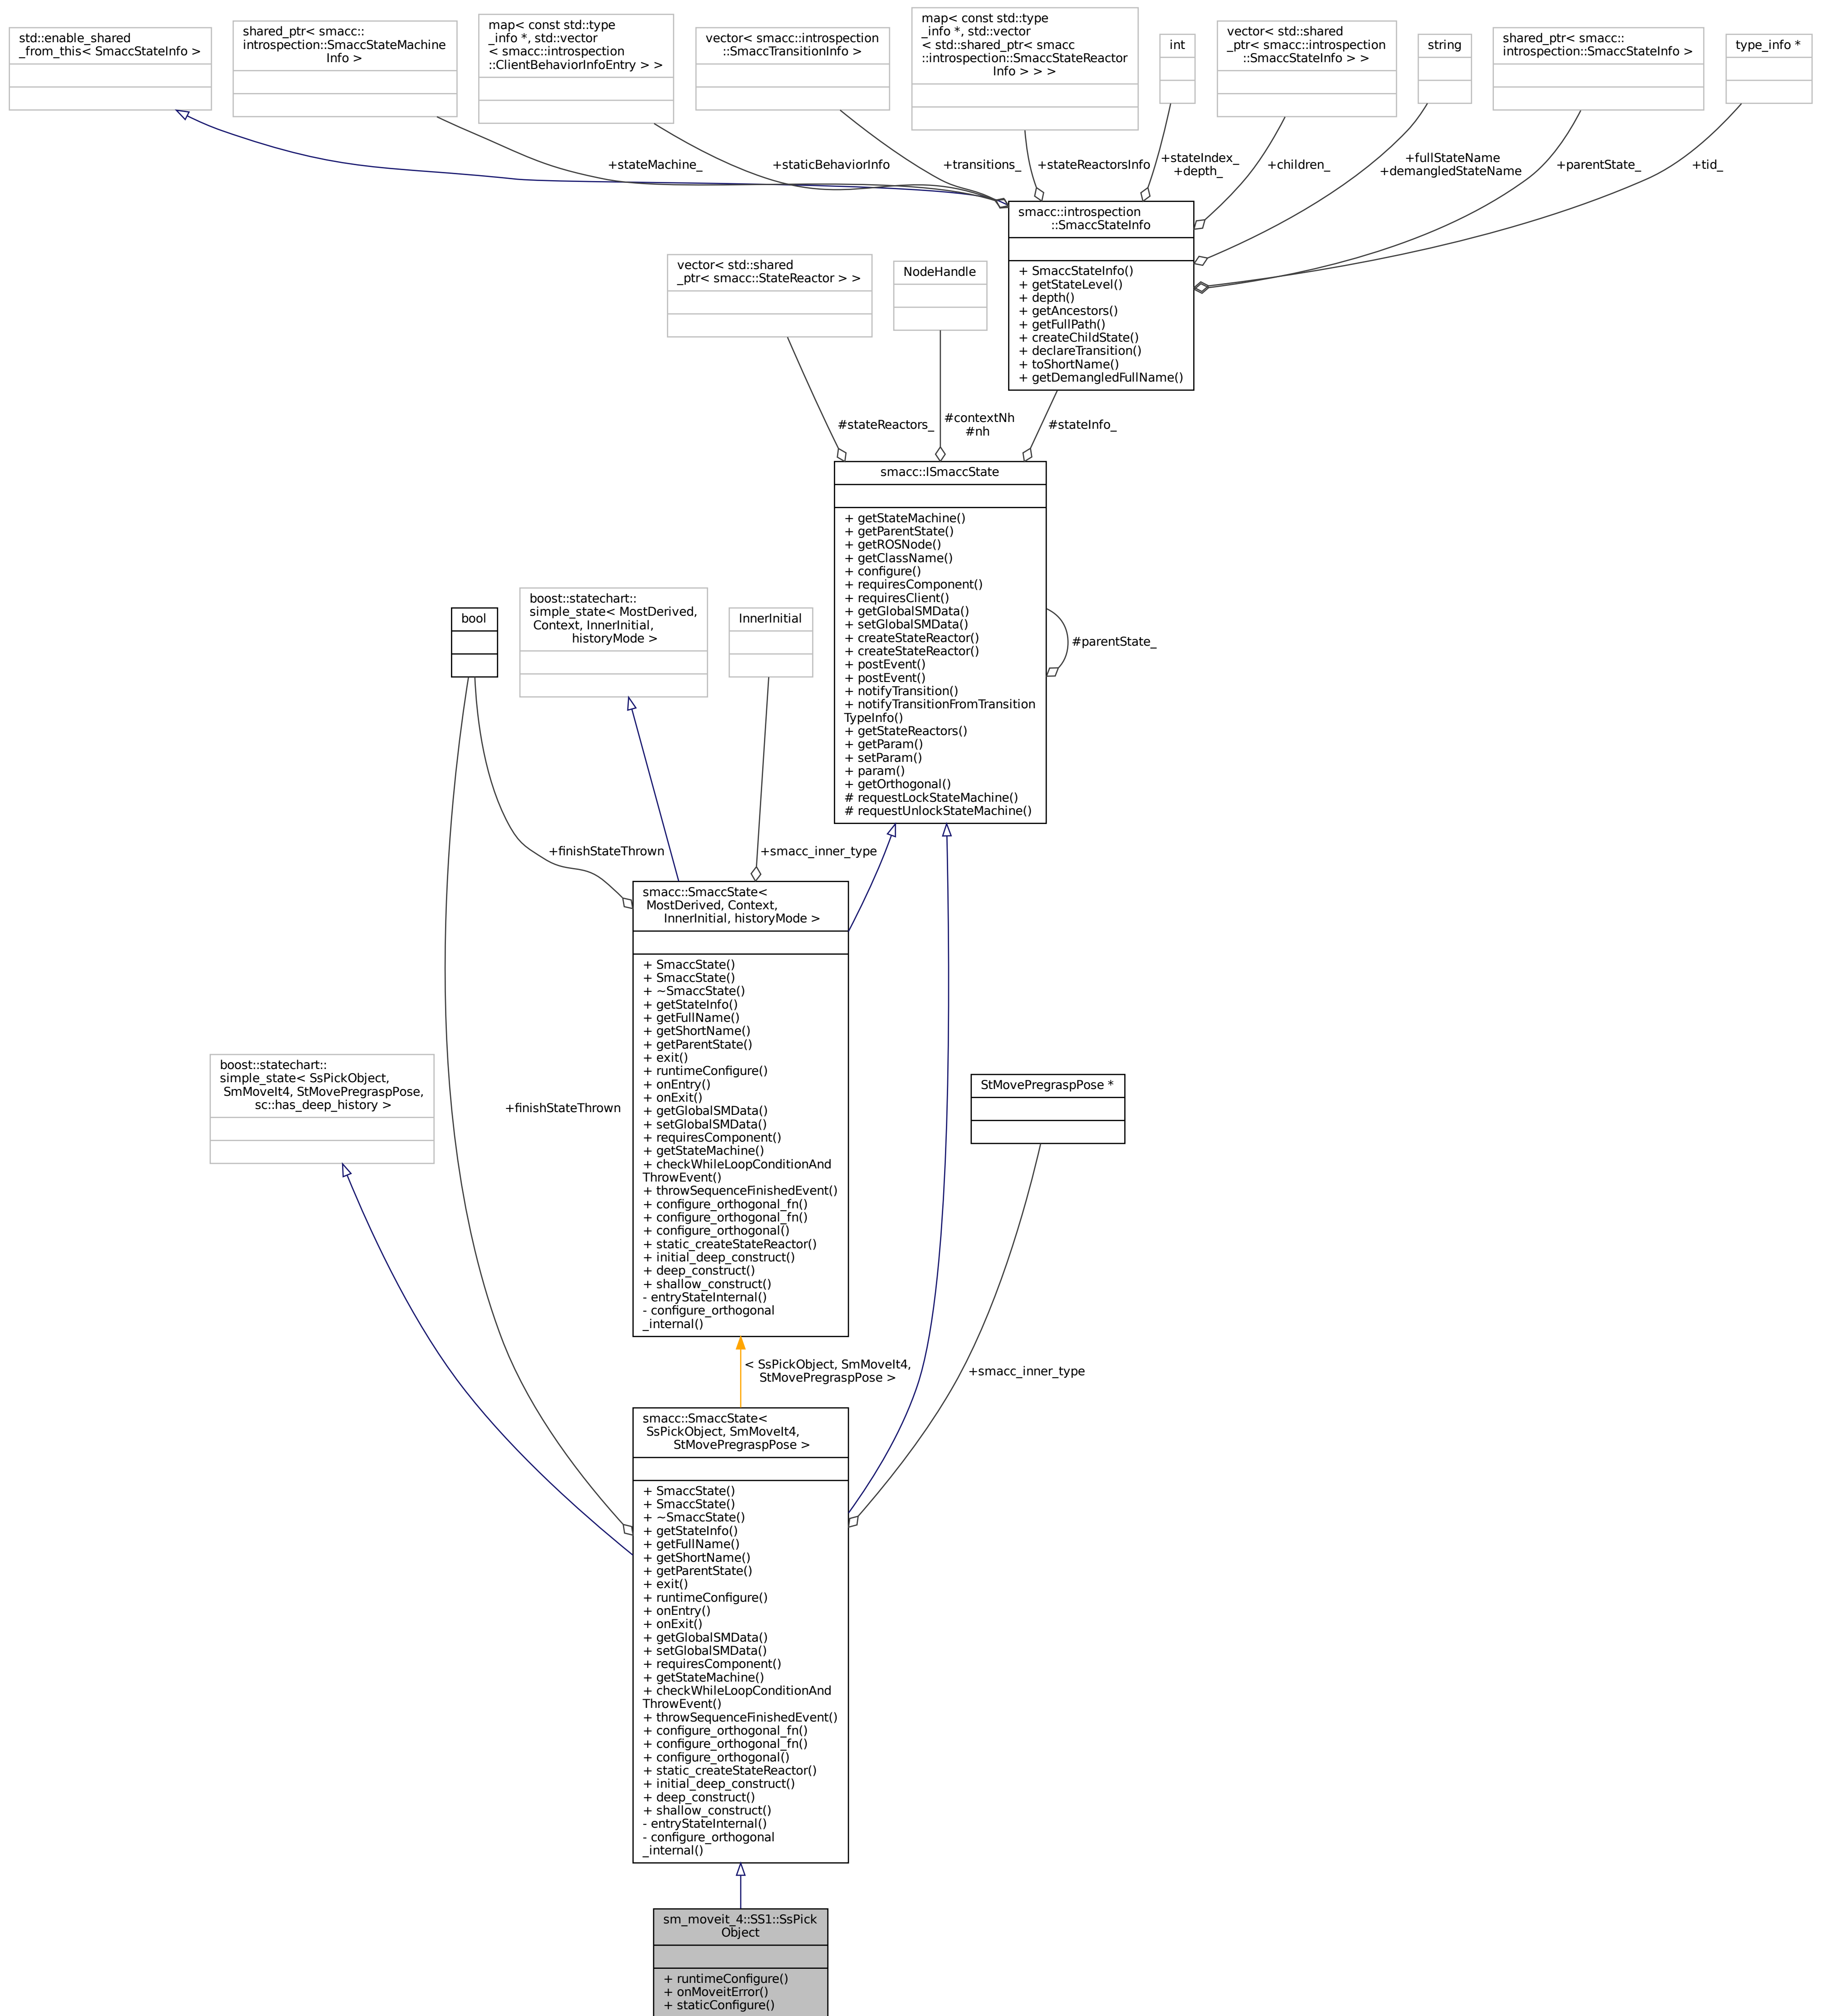 std::enable_shared
_from_this< SmaccStateInfo >
shared_ptr< smacc::
introspection::SmaccStateMachine
Info >
map< const std::type
_info *, std::vector
< smacc::introspection
::ClientBehaviorInfoEntry > >
vector< smacc::introspection
::SmaccTransitionInfo >
map< const std::type
_info *, std::vector
< std::shared_ptr< smacc
::introspection::SmaccStateReactor
Info > > >
int
vector< std::shared
_ptr< smacc::introspection
::SmaccStateInfo > >
string
shared_ptr< smacc::
introspection::SmaccStateInfo >
type_info *
+stateMachine_
+staticBehaviorInfo
+transitions_
+stateReactorsInfo
+stateIndex_
+depth_
+children_
+fullStateName
+demangledStateName
+parentState_
+tid_
smacc::introspection
::SmaccStateInfo
+ SmaccStateInfo()
+ getStateLevel()
+ depth()
+ getAncestors()
+ getFullPath()
+ createChildState()
+ declareTransition()
+ toShortName()
+ getDemangledFullName()
vector< std::shared
_ptr< smacc::StateReactor > >
NodeHandle
#stateReactors_
#contextNh
#nh
#stateInfo_
smacc::ISmaccState
+ getStateMachine()
+ getParentState()
+ getROSNode()
+ getClassName()
+ configure()
+ requiresComponent()
+ requiresClient()
+ getGlobalSMData()
+ setGlobalSMData()
+ createStateReactor()
+ createStateReactor()
+ postEvent()
+ postEvent()
+ notifyTransition()
+ notifyTransitionFromTransition
TypeInfo()
+ getStateReactors()
+ getParam()
+ setParam()
+ param()
+ getOrthogonal()
# requestLockStateMachine()
# requestUnlockStateMachine()
#parentState_
bool
boost::statechart::
simple_state< MostDerived,
Context, InnerInitial,
historyMode >
InnerInitial
+finishStateThrown
+smacc_inner_type
smacc::SmaccState<
MostDerived, Context,
InnerInitial, historyMode >
+ SmaccState()
+ SmaccState()
+ ~SmaccState()
+ getStateInfo()
+ getFullName()
+ getShortName()
+ getParentState()
+ exit()
+ runtimeConfigure()
+ onEntry()
+ onExit()
+ getGlobalSMData()
+ setGlobalSMData()
+ requiresComponent()
+ getStateMachine()
+ checkWhileLoopConditionAnd
ThrowEvent()
+ throwSequenceFinishedEvent()
+ configure_orthogonal_fn()
+ configure_orthogonal_fn()
+ configure_orthogonal()
+ static_createStateReactor()
+ initial_deep_construct()
+ deep_construct()
+ shallow_construct()
- entryStateInternal()
- configure_orthogonal
_internal()
boost::statechart::
simple_state< SsPickObject,
SmMoveIt4, StMovePregraspPose,
sc::has_deep_history >
+finishStateThrown
StMovePregraspPose *
< SsPickObject, SmMoveIt4,
StMovePregraspPose >
+smacc_inner_type
smacc::SmaccState<
SsPickObject, SmMoveIt4,
StMovePregraspPose >
+ SmaccState()
+ SmaccState()
+ ~SmaccState()
+ getStateInfo()
+ getFullName()
+ getShortName()
+ getParentState()
+ exit()
+ runtimeConfigure()
+ onEntry()
+ onExit()
+ getGlobalSMData()
+ setGlobalSMData()
+ requiresComponent()
+ getStateMachine()
+ checkWhileLoopConditionAnd
ThrowEvent()
+ throwSequenceFinishedEvent()
+ configure_orthogonal_fn()
+ configure_orthogonal_fn()
+ configure_orthogonal()
+ static_createStateReactor()
+ initial_deep_construct()
+ deep_construct()
+ shallow_construct()
- entryStateInternal()
- configure_orthogonal
_internal()
sm_moveit_4::SS1::SsPick
Object
+ runtimeConfigure()
+ onMoveitError()
+ staticConfigure()